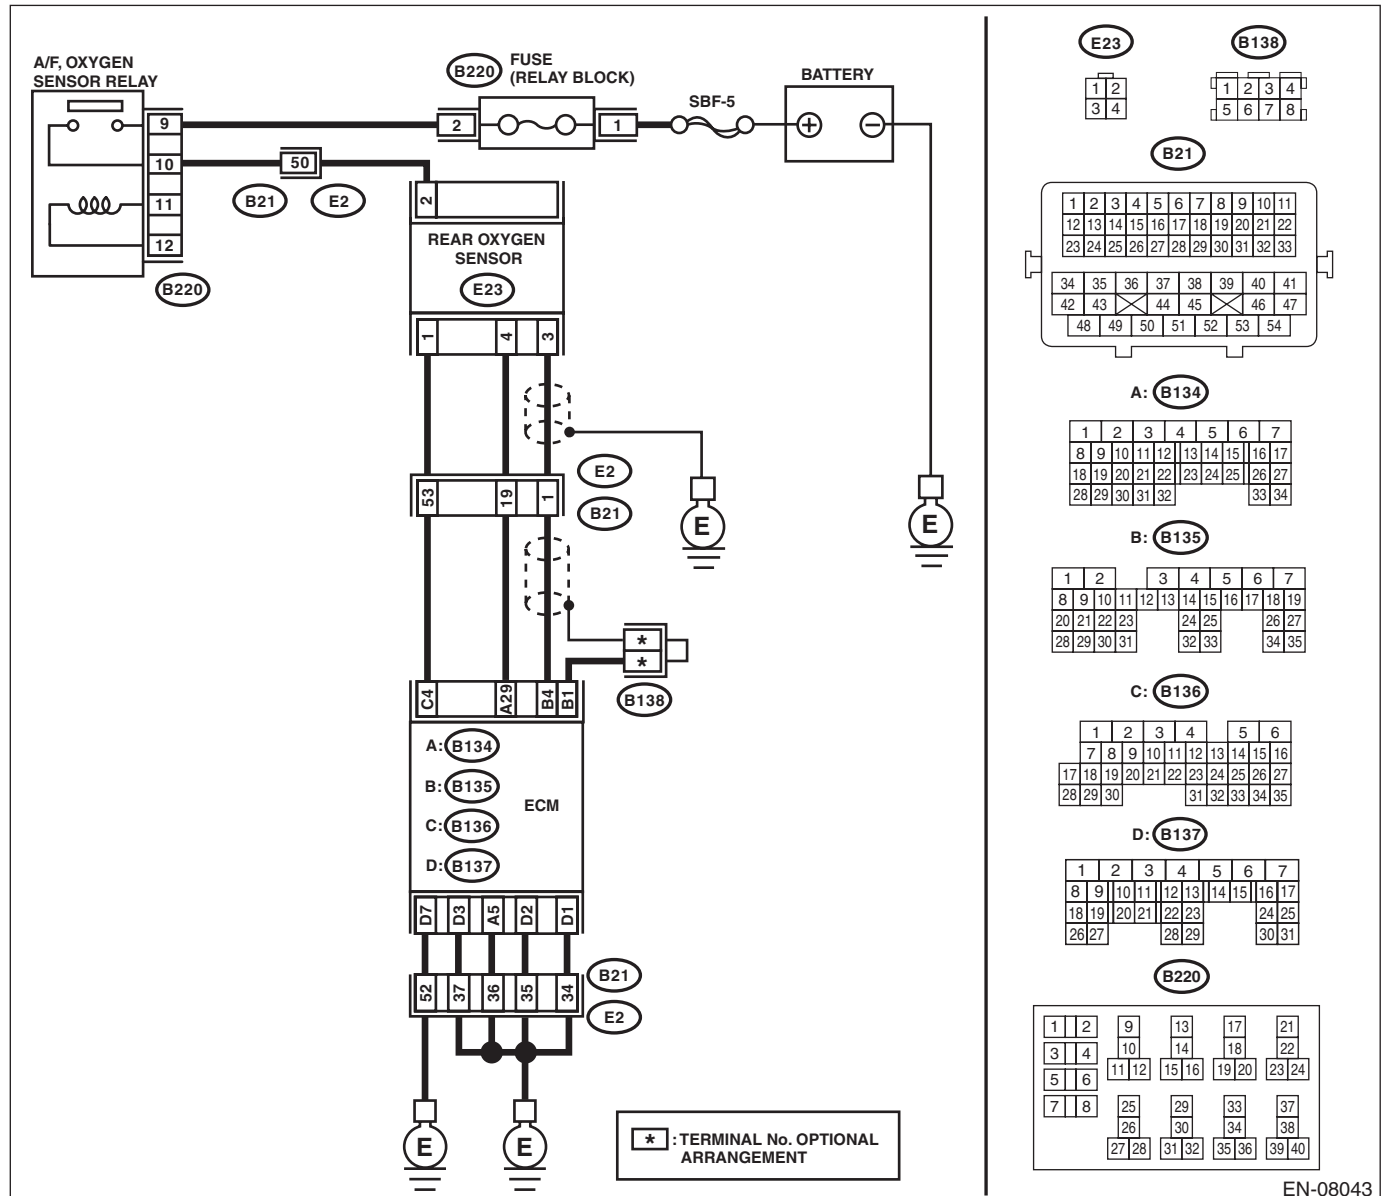 A/F, OXYGEN
SENSOR RELAY
9
10
11
12
B220
B220
FUSE
(RELAY BLOCK)
2
1
SBF-5
BATTERY
+
−
50
B21
E2
2
REAR OXYGEN
SENSOR
E23
1
4
3
E2
B21
53
19
1
E
E
*
*
B138
C4
A29
B4
B1
A: B134
B: B135
C: B136
D: B137
ECM
D7
D3
A5
D2
D1
B21
E2
52
37
36
35
34
E
E
* : TERMINAL No. OPTIONAL
ARRANGEMENT
E23
1 2
3 4
B138
1 2 3 4
5 6 7 8
B21
1 2 3 4 5 6 7 8 9 10 11
12 13 14 15 16 17 18 19 20 21 22
23 24 25 26 27 28 29 30 31 32 33
34 35 36 37 38 39 40 41
42 43 44 45 46 47
48 49 50 51 52 53 54
A: B134
1 2 3 4 5 6 7
8 9 10 11 12 13 14 15 16 17
18 19 20 21 22 23 24 25 26 27
28 29 30 31 32 33 34
B: B135
1 2 3 4 5 6 7
8 9 10 11 12 13 14 15 16 17 18 19
20 21 22 23 24 25 26 27
28 29 30 31 32 33 34 35
C: B136
1 2 3 4 5 6
7 8 9 10 11 12 13 14 15 16
17 18 19 20 21 22 23 24 25 26 27
28 29 30 31 32 33 34 35
D: B137
1 2 3 4 5 6 7
8 9 10 11 12 13 14 15 16 17
18 19 20 21 22 23 24 25
26 27 28 29 30 31
B220
1 2 9 13 17 21
3 4 10 14 18 22
11 12 15 16 19 20 23 24
5 6
7 8 25 29 33 37
26 30 34 38
27 28 31 32 35 36 39 40
EN-08043